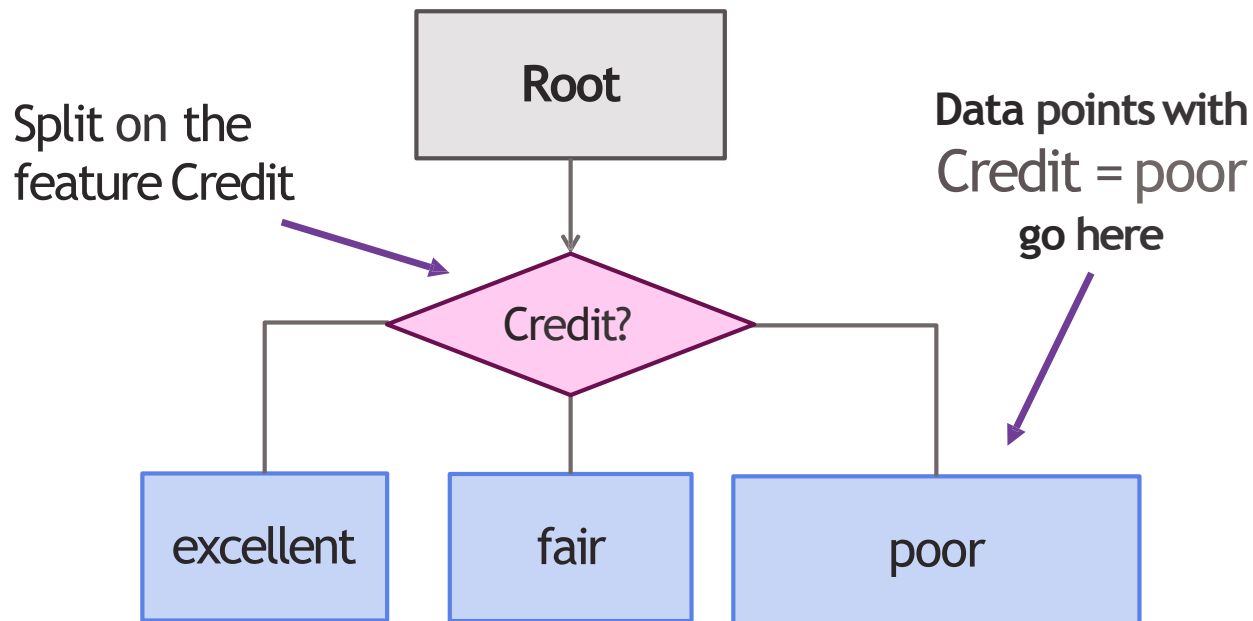 Root
Split on the
feature Credit
Data points with
Credit = poor
go here
Credit?
excellent
fair
poor